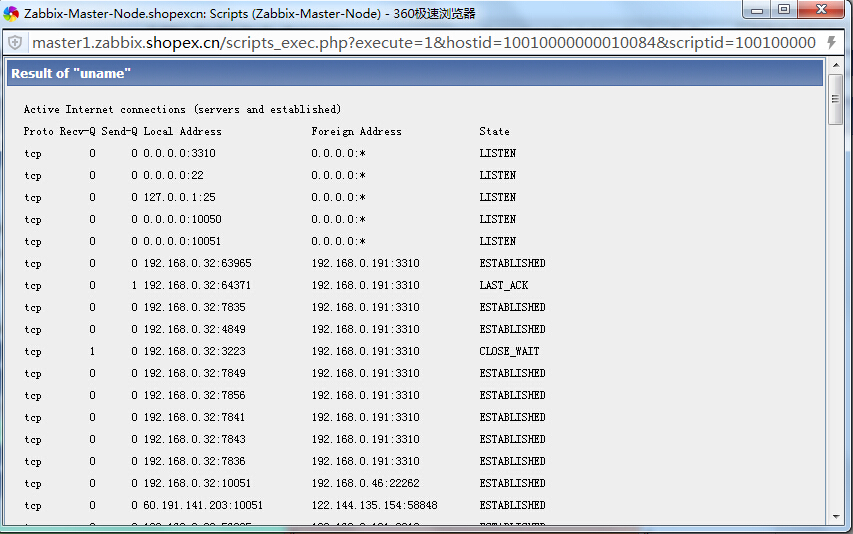 Zabbix-Master-Node.shopexcn: Scripts (Zabbix-Master-Node) - 360极速浏览器
master1.zabbix.shopex.cn/scripts_exec.php?execute=1&hostid=10010000000010084&scriptid=100100000
Result of "uname"
Active Internet connections (servers and established)
Proto Recv-Q Send-Q Local Address Foreign Address State
tcp 0 0 0.0.0.0:3310 0.0.0.0:* LISTEN
tcp 0 0 0.0.0.0:22 0.0.0.0:* LISTEN
tcp 0 0 127.0.0.1:25 0.0.0.0:* LISTEN
tcp 0 0 0.0.0.0:10050 0.0.0.0:* LISTEN
tcp 0 0 0.0.0.0:10051 0.0.0.0:* LISTEN
tcp 0 0 192.168.0.32:63965 192.168.0.191:3310 ESTABLISHED
tcp 0 1 192.168.0.32:64371 192.168.0.191:3310 LAST_ACK
tcp 0 0 192.168.0.32:7835 192.168.0.191:3310 ESTABLISHED
tcp 0 0 192.168.0.32:4849 192.168.0.191:3310 ESTABLISHED
tcp 1 0 192.168.0.32:3223 192.168.0.191:3310 CLOSE_WAIT
tcp 0 0 192.168.0.32:7849 192.168.0.191:3310 ESTABLISHED
tcp 0 0 192.168.0.32:7856 192.168.0.191:3310 ESTABLISHED
tcp 0 0 192.168.0.32:7841 192.168.0.191:3310 ESTABLISHED
tcp 0 0 192.168.0.32:7843 192.168.0.191:3310 ESTABLISHED
tcp 0 0 192.168.0.32:7836 192.168.0.191:3310 ESTABLISHED
tcp 0 0 192.168.0.32:10051 192.168.0.46:22262 ESTABLISHED
tcp 0 0 60.191.141.203:10051 122.144.135.154:58848 ESTABLISHED